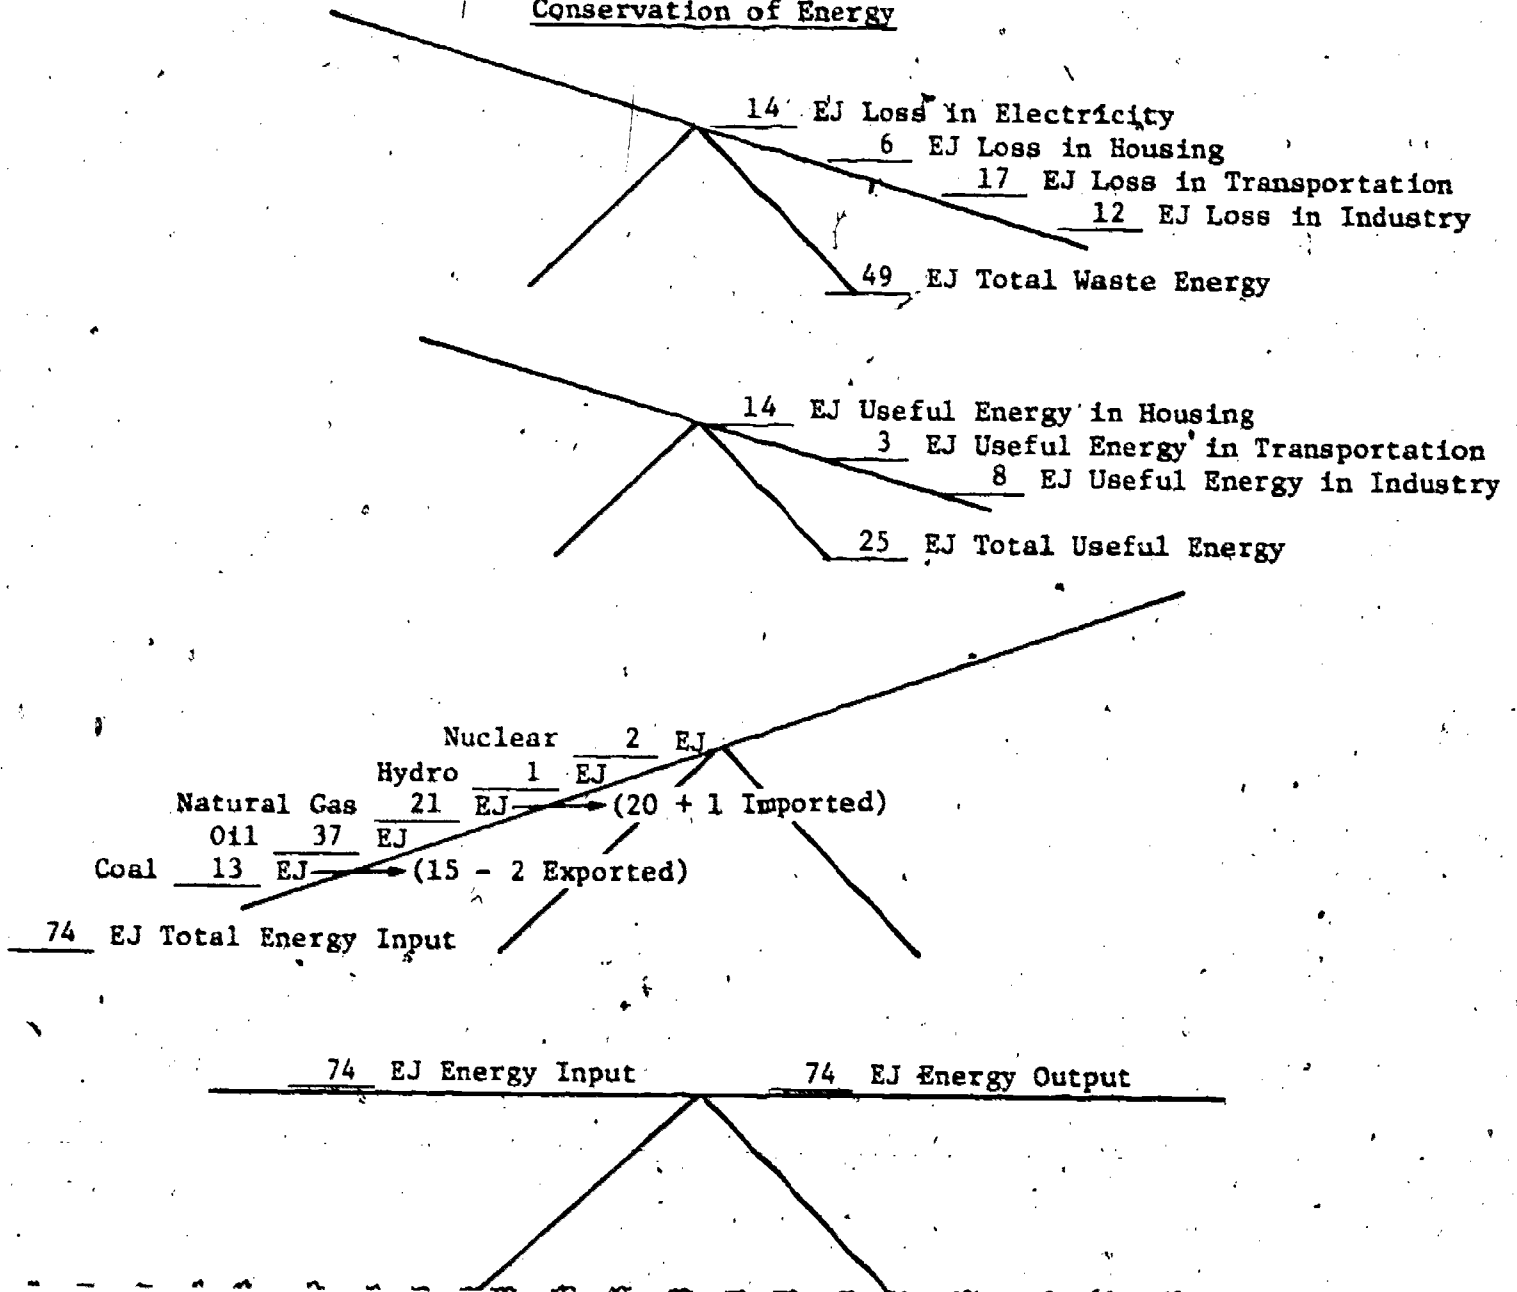 Conservation of Energy
14 EJ Loss in Electricity
6 EJ Loss in Housing
17 EJ Loss in Transportation
12 EJ Loss in Industry
49 EJ Total Waste Energy
14 EJ Useful Energy in Housing
3 EJ Useful Energy in Transportation
8 EJ Useful Energy in Industry
25 EJ Total Useful Energy
Nuclear 2 EJ
Hydro 1 EJ
Natural Gas 21 EJ (20 + 1 Imported)
Oil 37 EJ
Coal 13 EJ (15 - 2 Exported)
74 EJ Total Energy Input
74 EJ Energy Input 74 EJ Energy Output